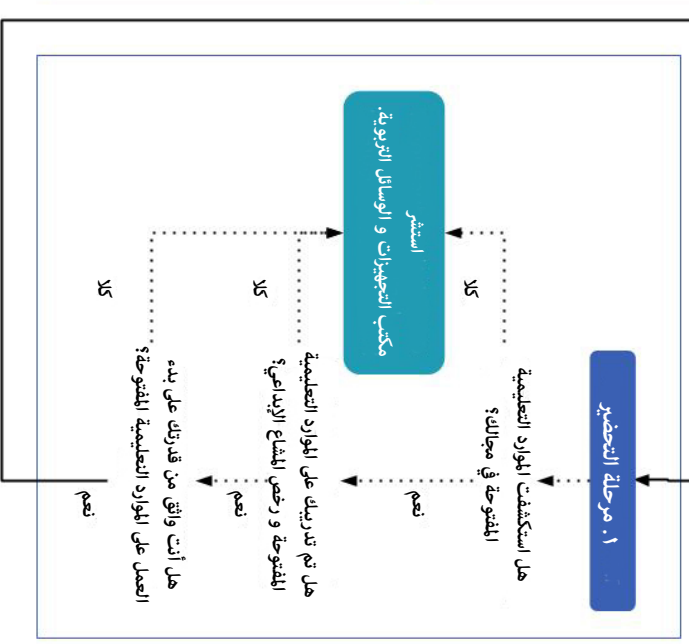 ١. مرحلة التحضير
هل استكشفت الموارد التعليمية
المفتوحة في مجالك؟
كلا
نعم
استشر
مكتب التجهيزات و الوسائل التربوية.
هل تم تدريبك على الموارد التعليمية
المفتوحة و رخص المشاع الإبداعي؟
كلا
نعم
هل أنت واثق من قدرتك على بدء
العمل على الموارد التعليمية المفتوحة؟
كلا
نعم